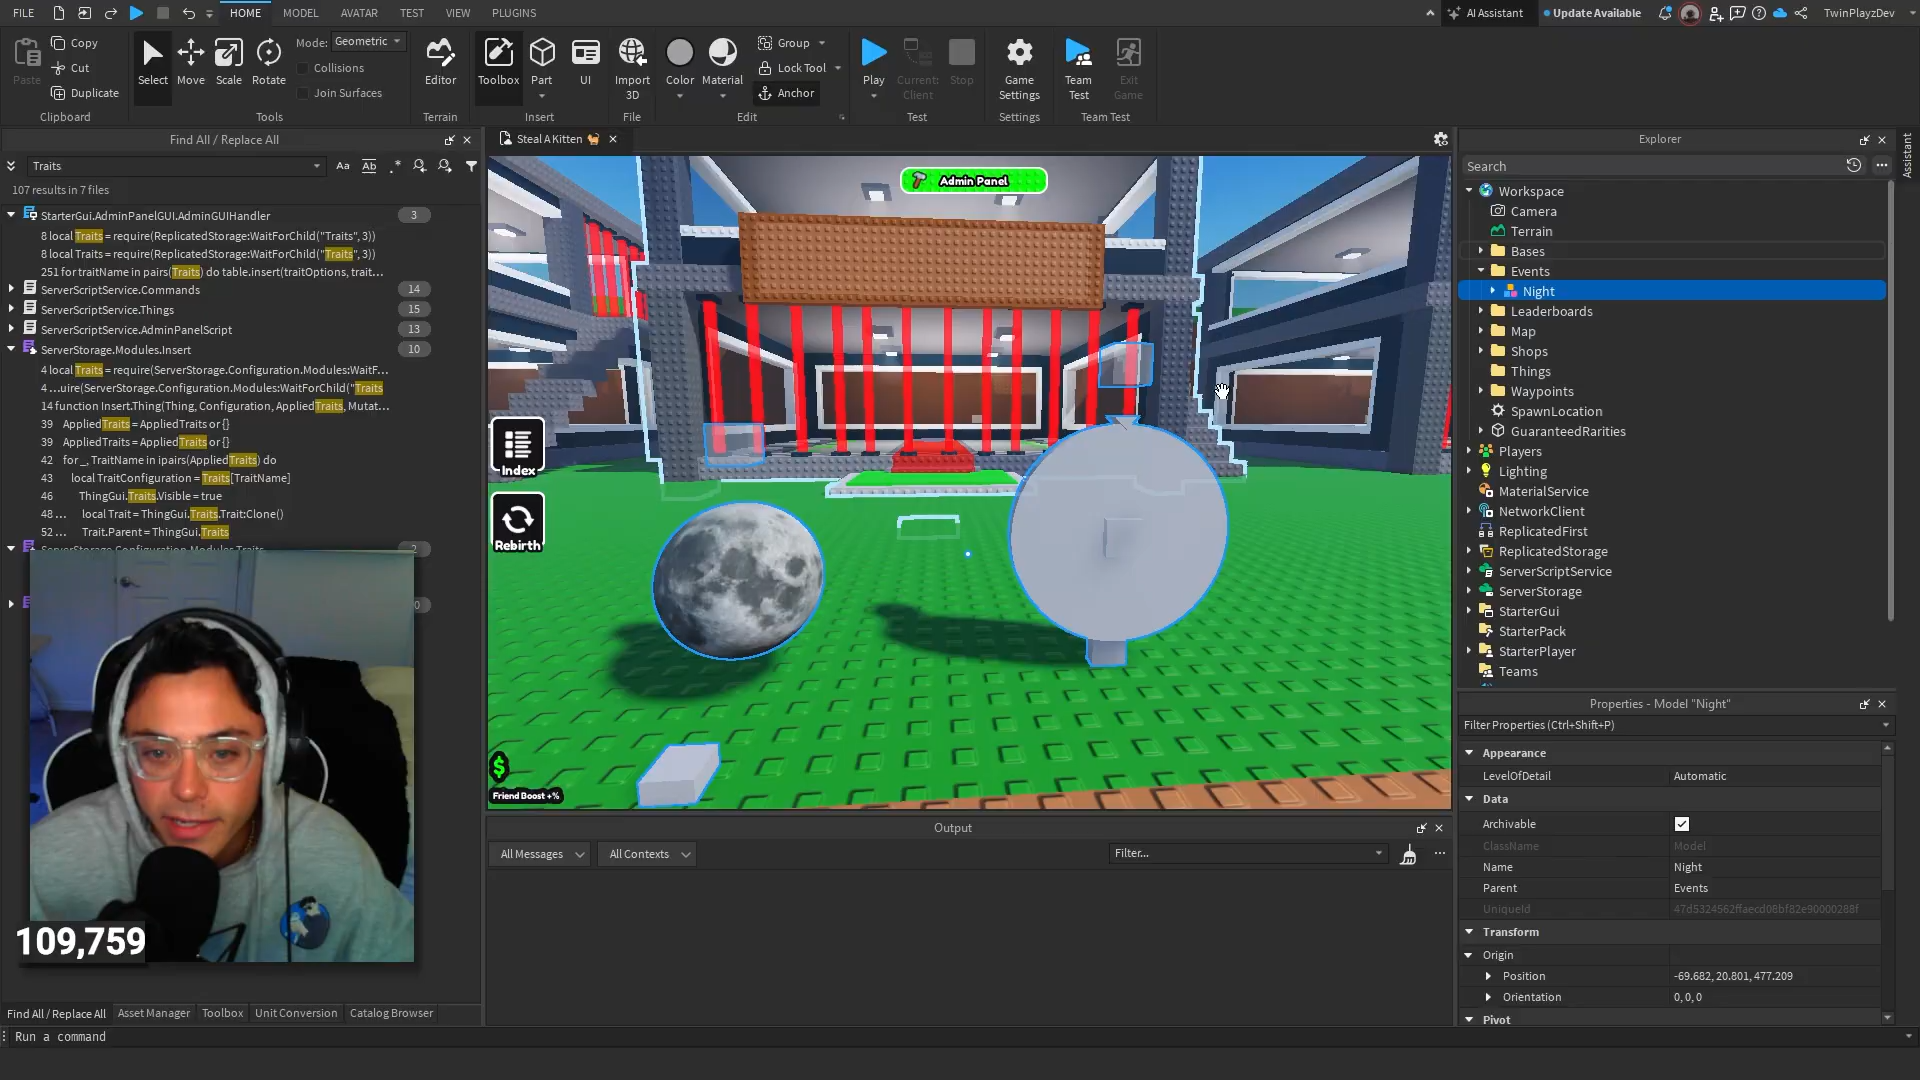 FILE
HOME
MODEL
AVATAR
TEST
VIEW
PLUGINS
AI Assistant
Update Available
TwinPlayzDev
Paste
Copy
Cut
Duplicate
Clipboard
Select
Move
Scale
Rotate
Mode: Geometric
Collisions
Join Surfaces
Tools
Editor
Terrain
Toolbox
Part
UI
Insert
Import 3D
File
Color
Material
Group
Lock Tool
Anchor
Edit
Play
Current: Client
Stop
Test
Game Settings
Settings
Team Test
Exit Game
Team Test
Find All / Replace All
Traits
Aa
Ab
.*
107 results in 7 files
StarterGui.AdminPanelGUI.AdminGUIHandler 3
8 local Traits = require(ReplicatedStorage:WaitForChild("Traits", 3))
8 local Traits = require(ReplicatedStorage:WaitForChild("Traits", 3))
251 for traitName in pairs(Traits) do table.insert(traitOptions, trait...
ServerScriptService.Commands 14
ServerScriptService.Things 15
ServerScriptService.AdminPanelScript 13
ServerStorage.Modules.Insert 10
4 local Traits = require(ServerStorage.Configuration.Modules:WaitF...
4 ...uire(ServerStorage.Configuration.Modules:WaitForChild("Traits
14 function Insert.Thing(Thing, Configuration, AppliedTraits, Mutat...
39 AppliedTraits = AppliedTraits or {}
39 AppliedTraits = AppliedTraits or {}
42 for _, TraitName in ipairs(AppliedTraits) do
43 local TraitConfiguration = Traits[TraitName]
46 ThingGui.Traits.Visible = true
48 ... local Trait = ThingGui.Traits.Trait:Clone()
52 ... Trait.Parent = ThingGui.Traits
ServerStorage.Configuration.Modules.Traits 2
0
109,759
Find All / Replace All
Asset Manager
Toolbox
Unit Conversion
Catalog Browser
Run a command
Steal A Kitten
Admin Panel
Index
Rebirth
$
Friend Boost +%
Output
All Messages
All Contexts
Filter...
Explorer
Assistant
Search
Workspace
Camera
Terrain
Bases
Events
Night
Leaderboards
Map
Shops
Things
Waypoints
SpawnLocation
GuaranteedRarities
Players
Lighting
MaterialService
NetworkClient
ReplicatedFirst
ReplicatedStorage
ServerScriptService
ServerStorage
StarterGui
StarterPack
StarterPlayer
Teams
Properties - Model "Night"
Filter Properties (Ctrl+Shift+P)
Appearance
LevelOfDetail Automatic
Data
Archivable
ClassName Model
Name Night
Parent Events
UniqueId
Transform
Origin
Position -69.682, 20.801, 477.209
Orientation 0, 0, 0
Pivot